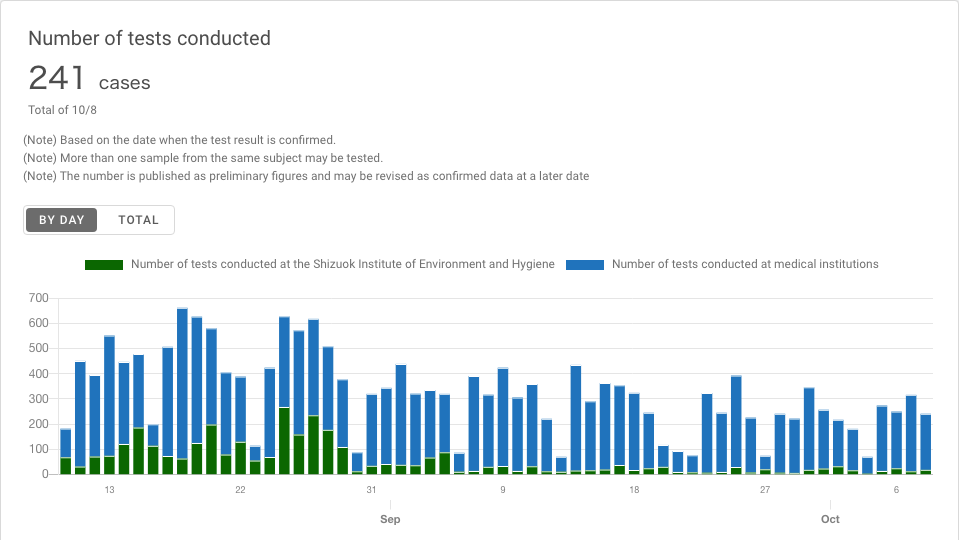 Number of tests conducted
241 cases
Total of 10/8
(Note) Based on the date when the test result is confirmed.
(Note) More than one sample from the same subject may be tested.
(Note) The number is published as preliminary figures and may be revised as confirmed data at a later date
BY DAY TOTAL
Number of tests conducted at the Shizuok Institute of Environment and Hygiene Number of tests conducted at medical institutions
700
600
500
400
300
200
100
0
13 22 31 9 18 27 6
Sep Oct